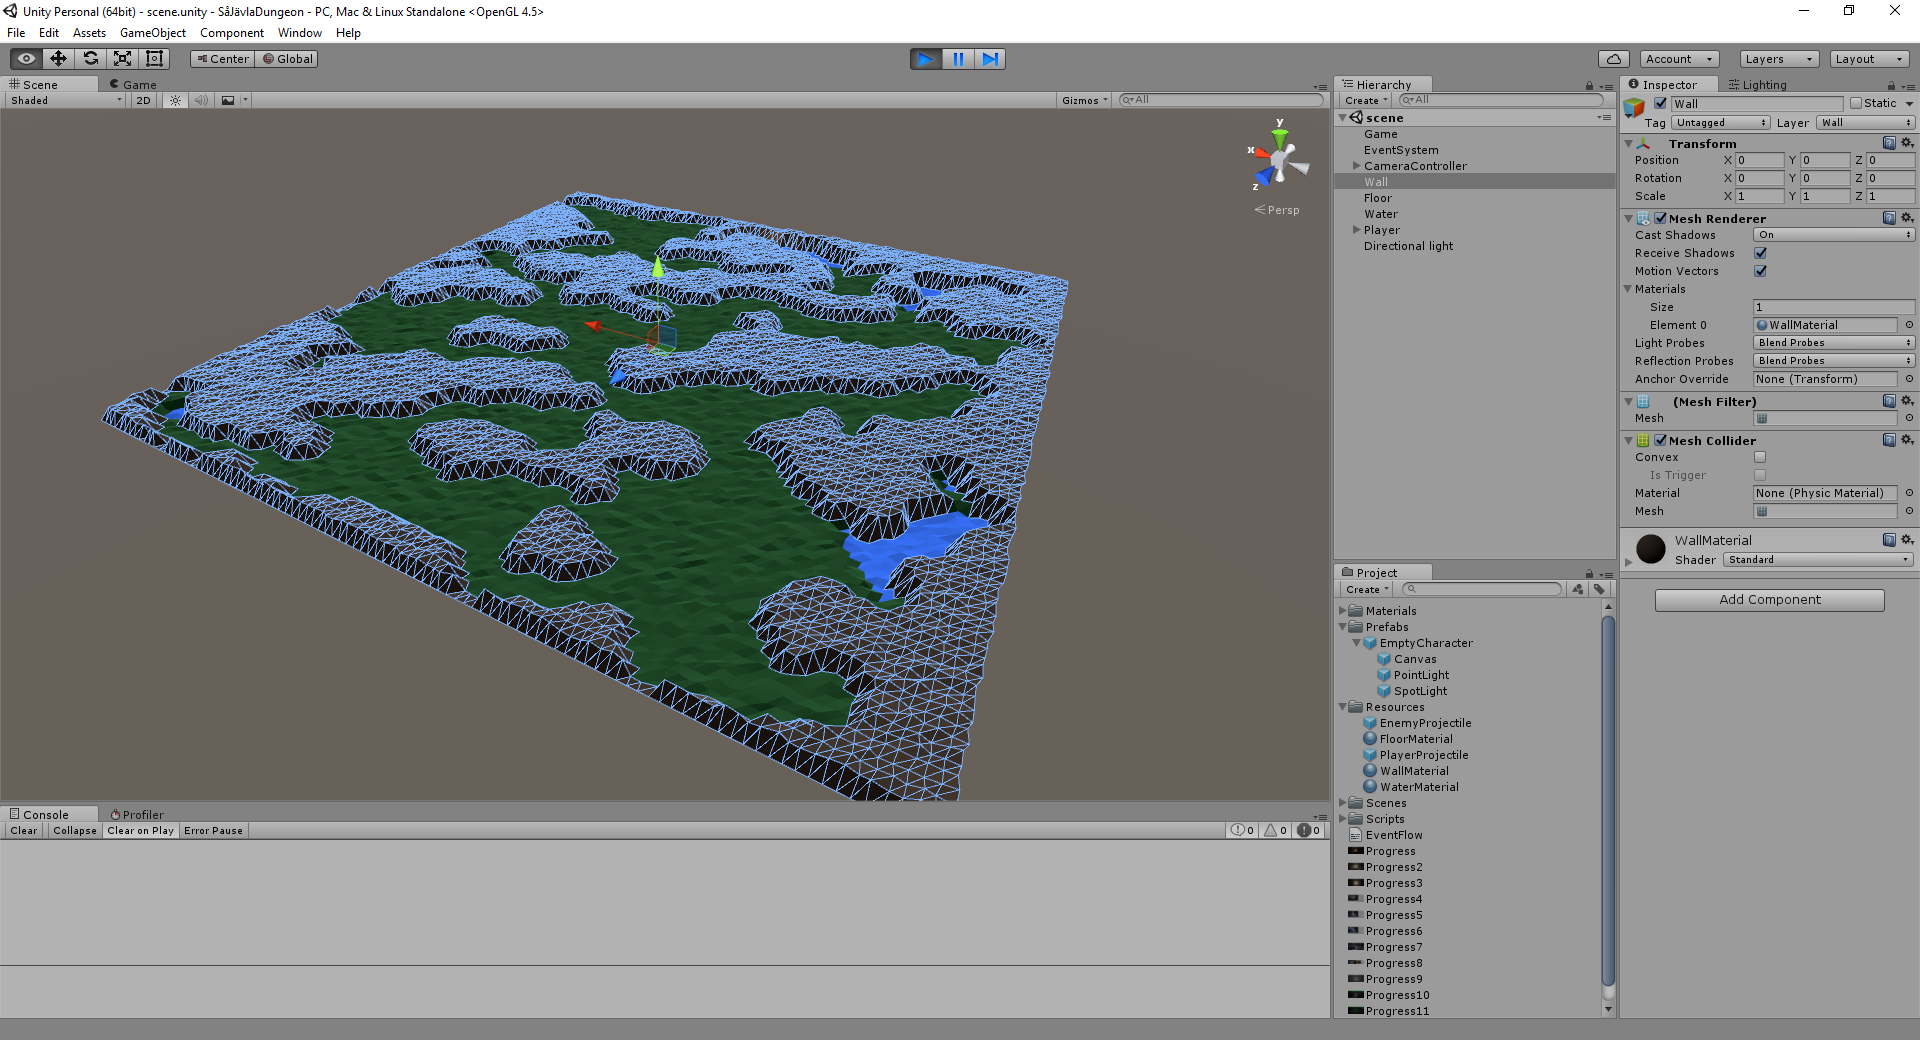 Unity Personal (64bit) - scene.unity - SåJävlaDungeon - PC, Mac & Linux Standalone <OpenGL 4.5>
File Edit Assets GameObject Component Window Help
Center Global Account Layers Layout
Scene Game
Shaded 2D Gizmos All
y
x
z
Persp
Console Profiler
Clear Collapse Clear on Play Error Pause 0 0 0
Hierarchy
Create All
scene
Game
EventSystem
CameraController
Wall
Floor
Water
Player
Directional light
Project
Create
Materials
Prefabs
EmptyCharacter
Canvas
PointLight
SpotLight
Resources
EnemyProjectile
FloorMaterial
PlayerProjectile
WallMaterial
WaterMaterial
Scenes
Scripts
EventFlow
Progress
Progress2
Progress3
Progress4
Progress5
Progress6
Progress7
Progress8
Progress9
Progress10
Progress11
Inspector Lighting
Wall Static
Tag Untagged Layer Wall
Transform
Position X 0 Y 0 Z 0
Rotation X 0 Y 0 Z 0
Scale X 1 Y 1 Z 1
Mesh Renderer
Cast Shadows On
Receive Shadows
Motion Vectors
Materials
Size 1
Element 0 WallMaterial
Light Probes Blend Probes
Reflection Probes Blend Probes
Anchor Override None (Transform)
(Mesh Filter)
Mesh
Mesh Collider
Convex
Is Trigger
Material None (Physic Material)
Mesh
WallMaterial
Shader Standard
Add Component